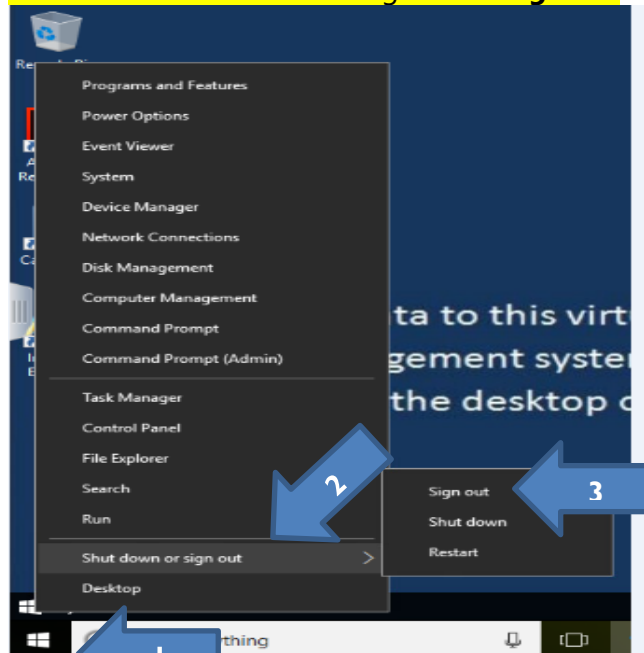 Programs and Features
Power Options
Event Viewer
System
Device Manager
Network Connections
Disk Management
Computer Management
Command Prompt
ta to this virt
Command Prompt (Admin)
gement syste
Task Manager
the desktop
Control Panel
File Explorer
2
Search
Sign out
3
Run
Shut down
Shut down or sign out
Restart
Desktop